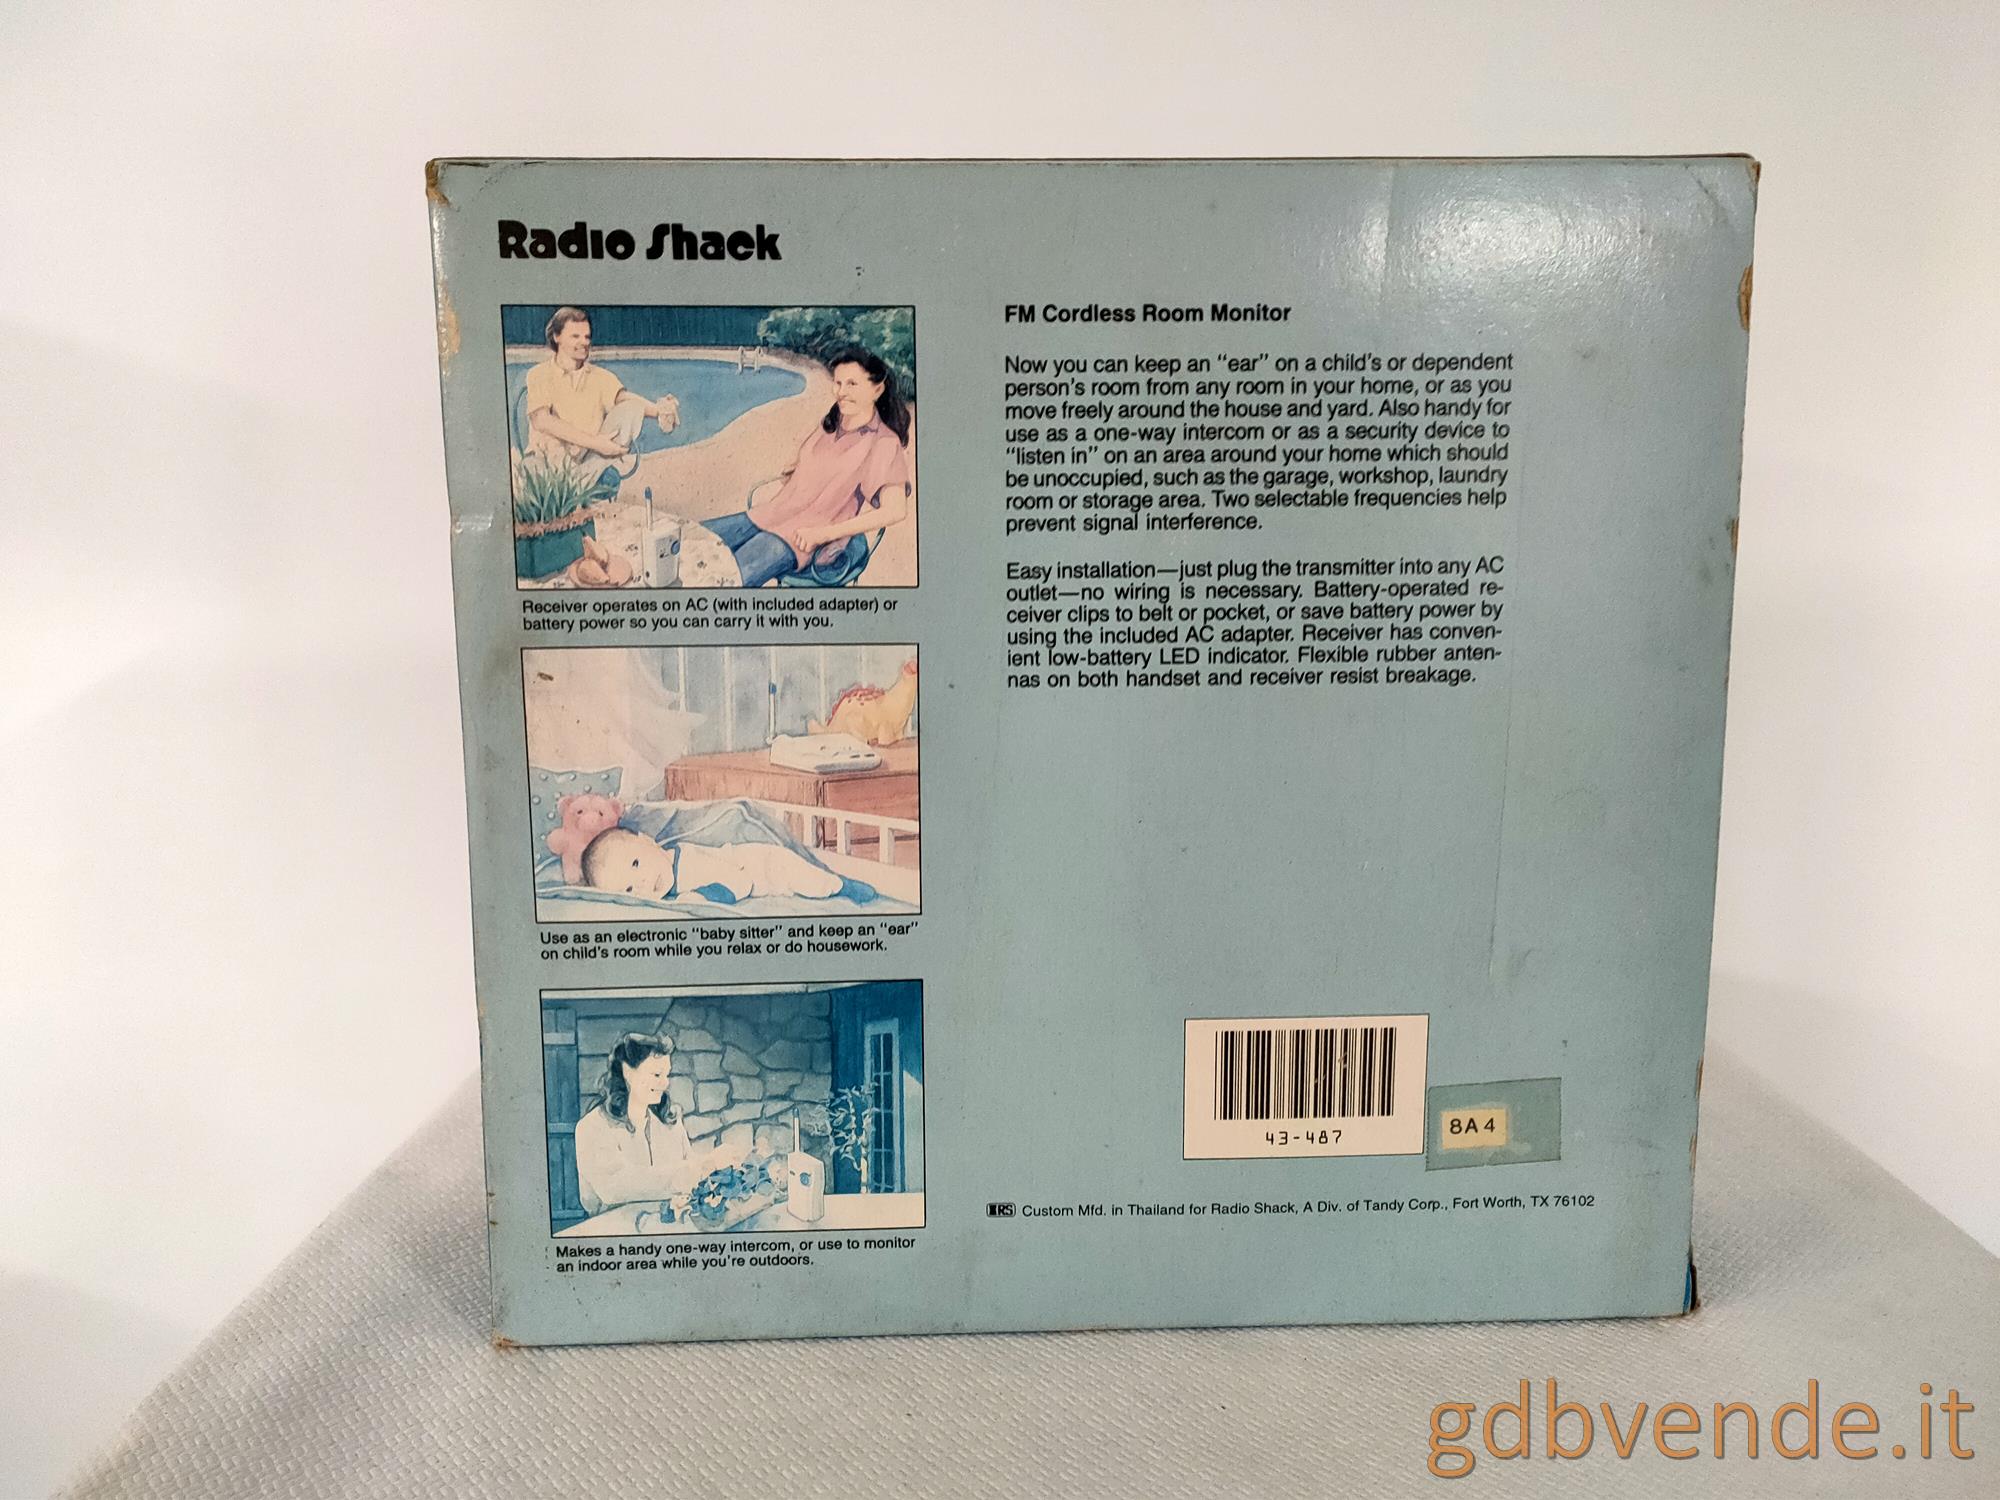 Radio Shack
Receiver operates on AC (with included adapter) or
battery power so you can carry it with you.
Use as an electronic "baby sitter" and keep an "ear"
on child's room while you relax or do housework.
Makes a handy one-way intercom, or use to monitor
an indoor area while you're outdoors.
FM Cordless Room Monitor
Now you can keep an "ear" on a child's or dependent
person's room from any room in your home, or as you
move freely around the house and yard. Also handy for
use as a one-way intercom or as a security device to
"listen in" on an area around your home which should
be unoccupied, such as the garage, workshop, laundry
room or storage area. Two selectable frequencies help
prevent signal interference.
Easy installation—just plug the transmitter into any AC
outlet—no wiring is necessary. Battery-operated re-
ceiver clips to belt or pocket, or save battery power by
using the included AC adapter. Receiver has conven-
ient low-battery LED indicator. Flexible rubber anten-
nas on both handset and receiver resist breakage.
43-487
8A4
RS Custom Mfd. in Thailand for Radio Shack, A Div. of Tandy Corp., Fort Worth, TX 76102
gdbvende.it